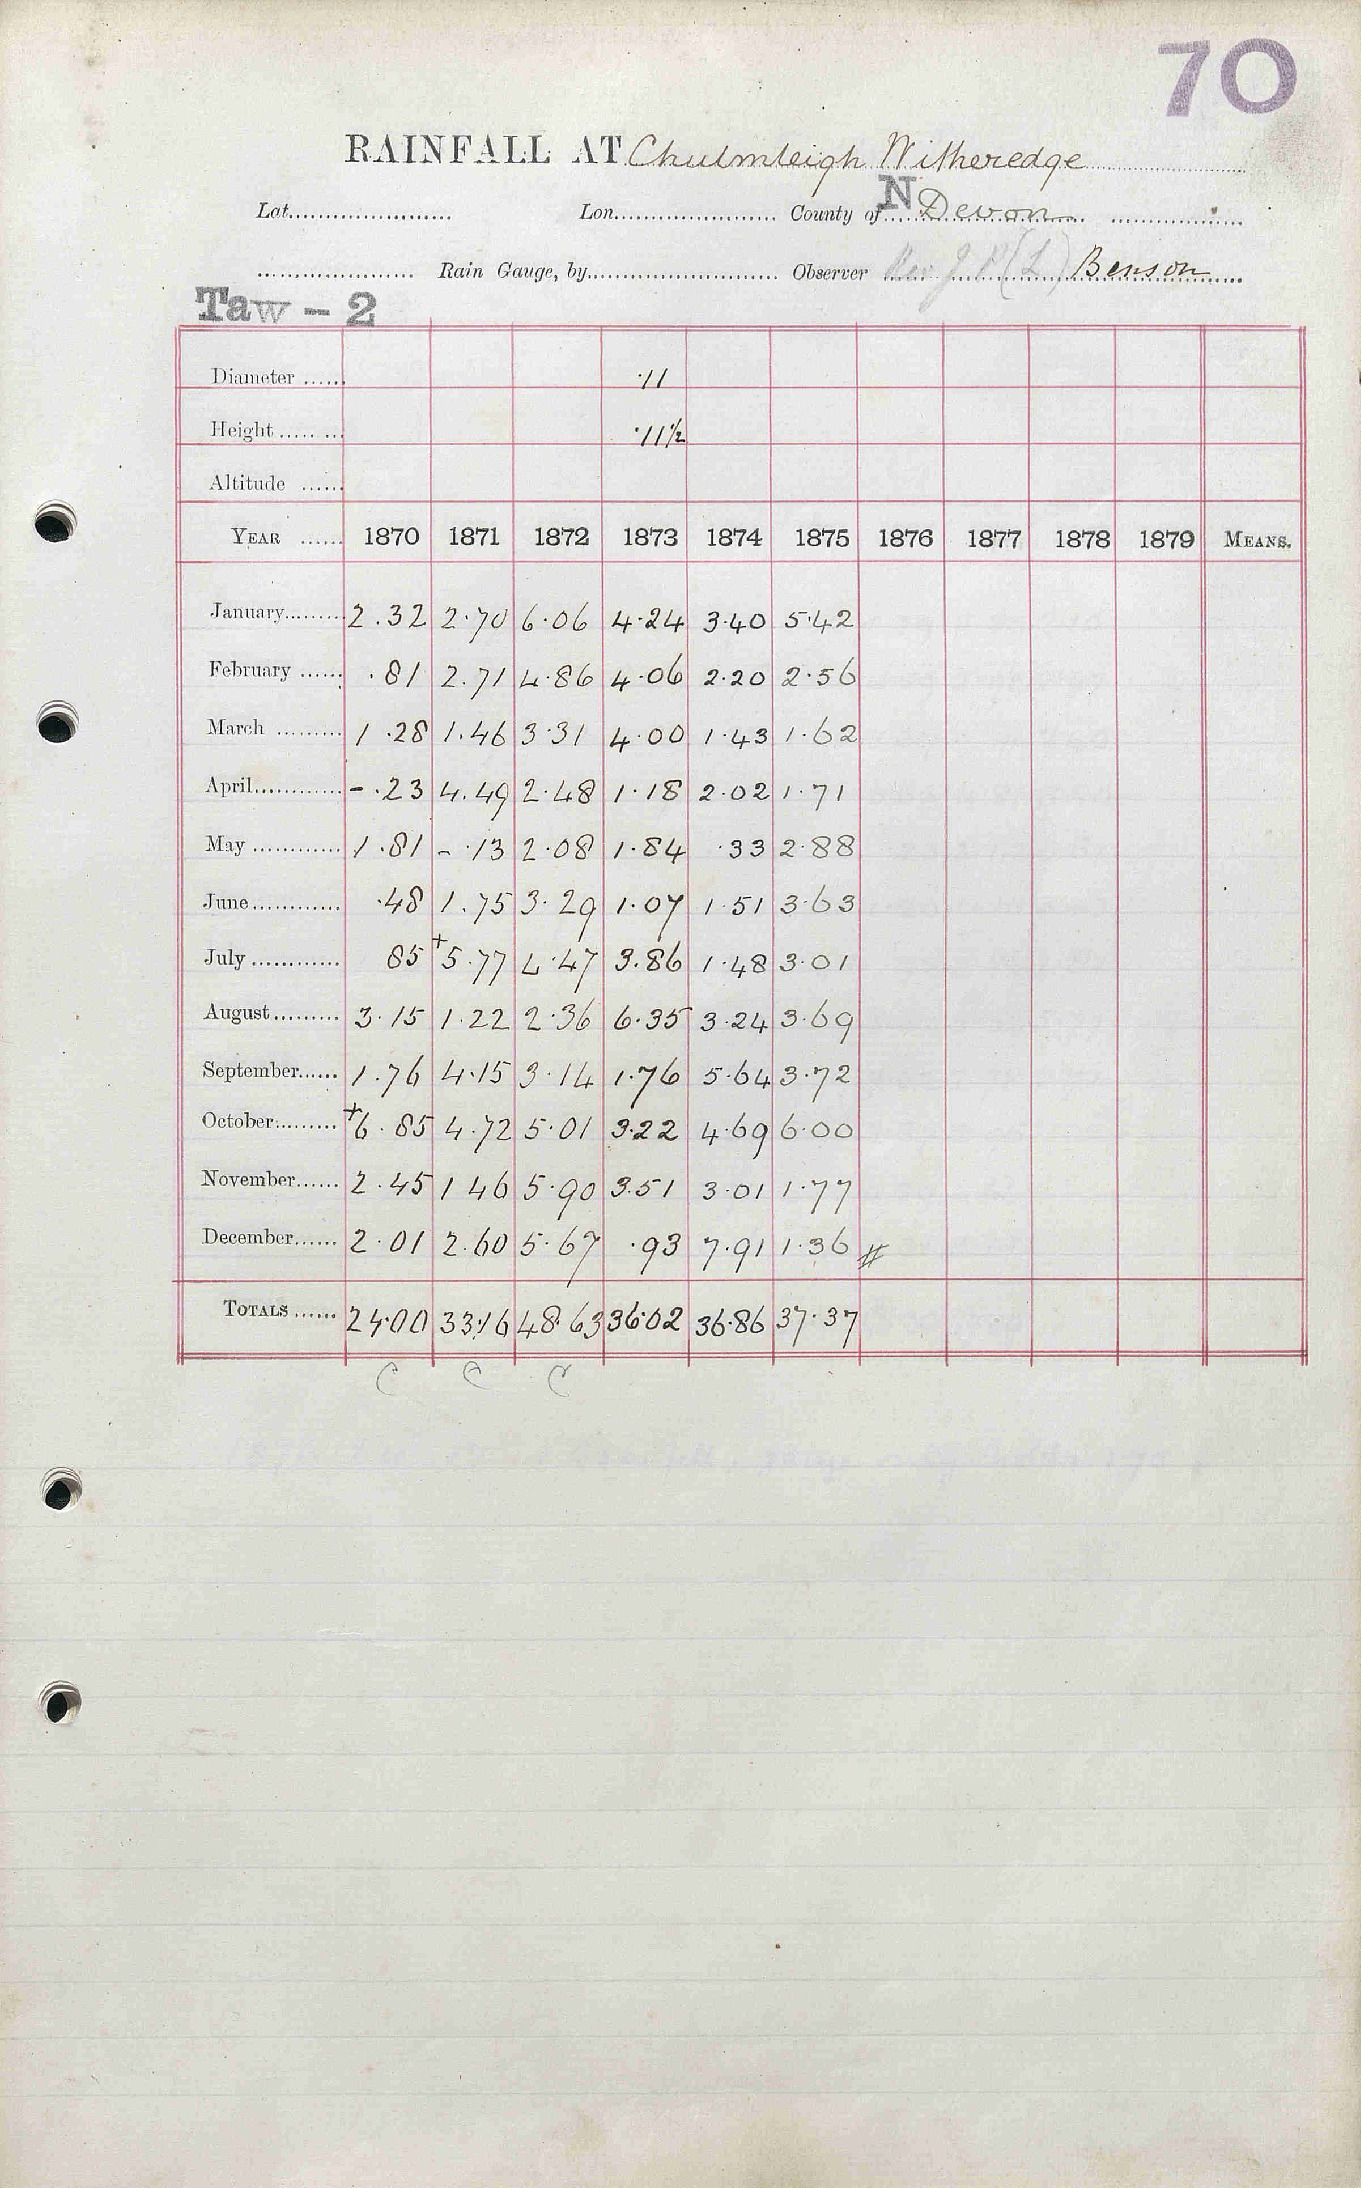 70
RAINFALL AT Chulmleigh Witheredge
Lat. Lon. County of N Devon
Rain Gauge, by Observer Rev. J. P (L) Benson
Taw - 2
Diameter ...... ·11
Height ...... ·11½
Altitude ......
YEAR ...... 1870 1871 1872 1873 1874 1875 1876 1877 1878 1879 MEANS.
January 2.32 2.70 6.06 4.24 3.40 5.42
February .81 2.71 4.86 4.06 2.20 2.56
March 1.28 1.46 3.31 4.00 1.43 1.62
April - .23 4.49 2.48 1.18 2.02 1.71
May 1.81 - .13 2.08 1.84 .33 2.88
June .48 1.75 3.29 1.07 1.51 3.63
July 85 +5.77 4.47 3.86 1.48 3.01
August 3.15 1.22 2.36 6.35 3.24 3.69
September 1.76 4.15 3.14 1.76 5.64 3.72
October +6.85 4.72 5.01 3.22 4.69 6.00
November 2.45 1 46 5.90 3.51 3.01 1.77
December 2.01 2.60 5.67 .93 7.91 1.36 #
TOTALS 24.00 33.16 48.63 36.02 36.86 37.37
C C C